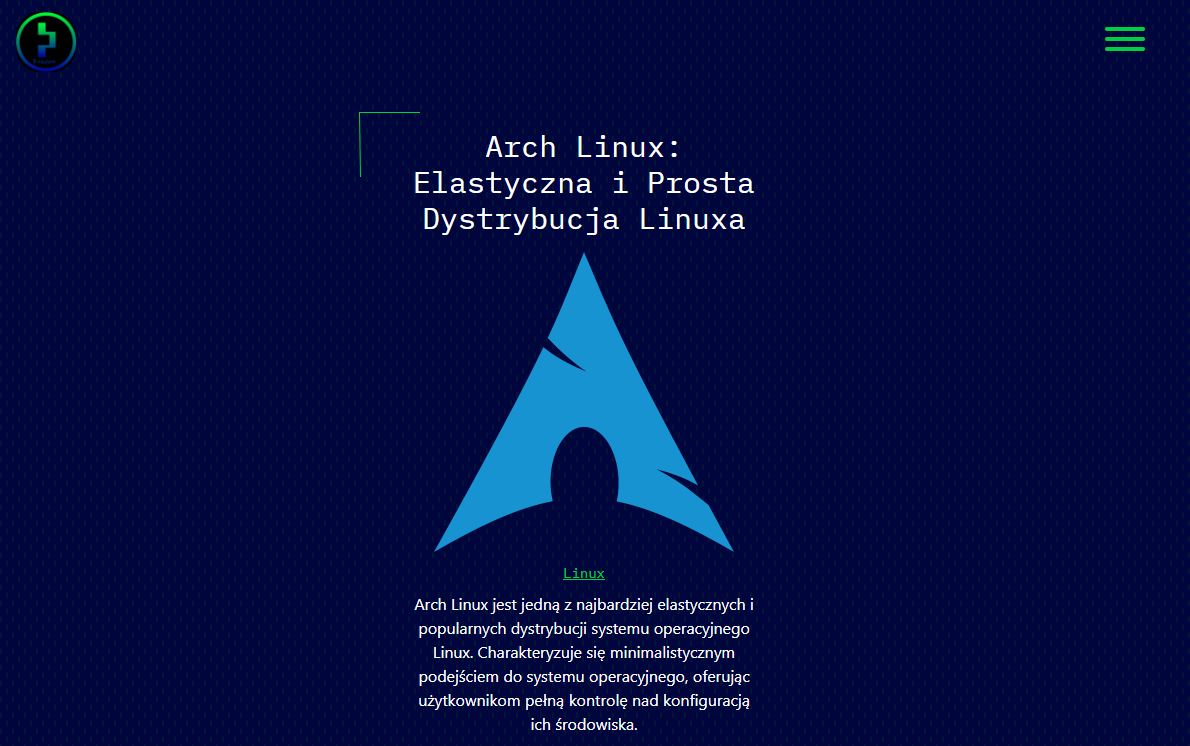 Arch Linux:
Elastyczna i Prosta
Dystrybucja Linuxa
Linux
Arch Linux jest jedną z najbardziej elastycznych i
popularnych dystrybucji systemu operacyjnego
Linux. Charakteryzuje się minimalistycznym
podejściem do systemu operacyjnego, oferując
użytkownikom pełną kontrolę nad konfiguracją
ich środowiska.